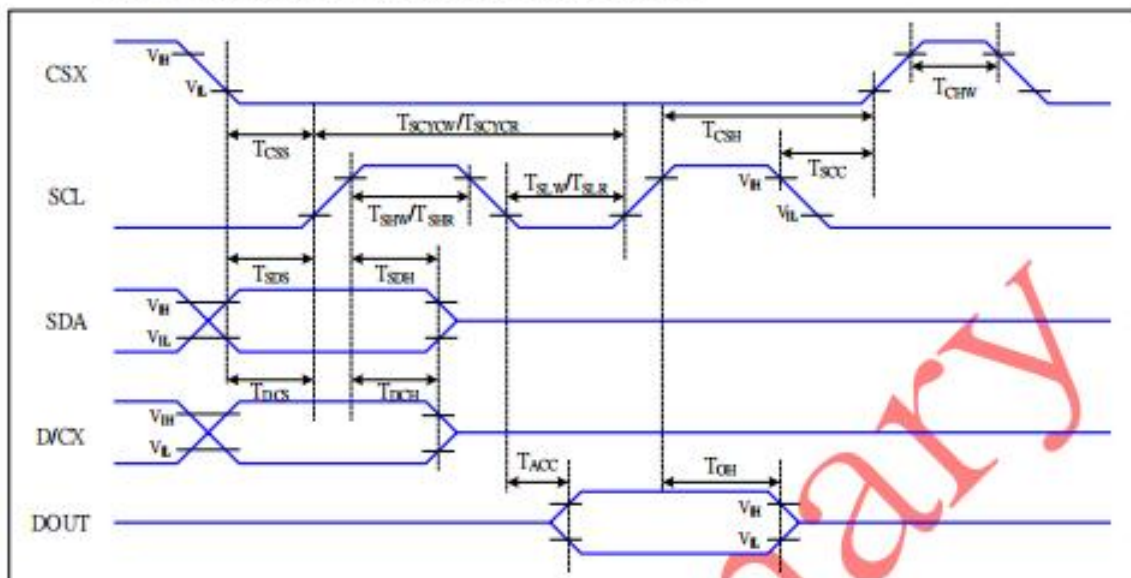 CSX
VIH
VIL
TCHW
TSCYCW/TSCYCR
TCSS
TCSH
TSCC
SCL
TSLW/TSLR
VIH
TSHW/TSHR
VIL
TSDS
TSDH
SDA
VIH
VIL
TDCS
TDCH
D/CX
VIH
VIL
TACC
TOH
DOUT
VIH
VIL